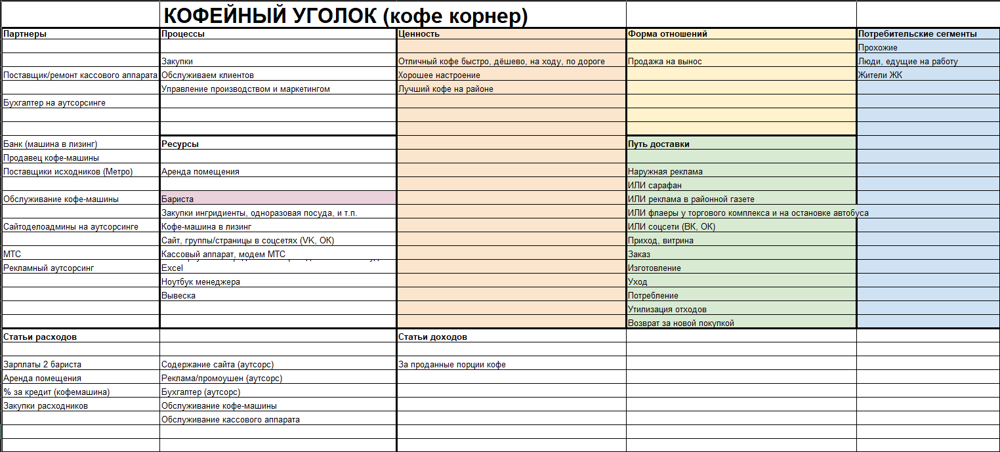 КОФЕЙНЫЙ УГОЛОК (кофе корнер)
Партнеры
Поставщик/ремонт кассового аппарата
Бухгалтер на аутсорсинге
Банк (машина в лизинг)
Продавец кофе-машины
Поставщики исходников (Метро)
Обслуживание кофе-машины
Сайтоделоадмины на аутсорсинге
МТС
Рекламный аутсорсинг
Процессы
Закупки
Обслуживаем клиентов
Управление производством и маркетингом
Ресурсы
Аренда помещения
Бариста
Закупки ингридиенты, одноразовая посуда, и т.п.
Кофе-машина в лизинг
Сайт, группы/страницы в соцсетях (VK, ОК)
Кассовый аппарат, модем МТС
Excel
Ноутбук менеджера
Вывеска
Ценность
Отличный кофе быстро, дёшево, на ходу, по дороге
Хорошее настроение
Лучший кофе на районе
Форма отношений
Продажа на вынос
Путь доставки
Наружная реклама
ИЛИ сарафан
ИЛИ реклама в районной газете
ИЛИ флаеры у торгового комплекса и на остановке автобуса
ИЛИ соцсети (ВК, ОК)
Приход, витрина
Заказ
Изготовление
Уход
Потребление
Утилизация отходов
Возврат за новой покупкой
Потребительские сегменты
Прохожие
Люди, едущие на работу
Жители ЖК
Статьи расходов
Зарплаты 2 бариста
Аренда помещения
% за кредит (кофемашина)
Закупки расходников
Содержание сайта (аутсорс)
Реклама/промоушен (аутсорс)
Бухгалтер (аутсорс)
Обслуживание кофе-машины
Обслуживание кассового аппарата
Статьи доходов
За проданные порции кофе